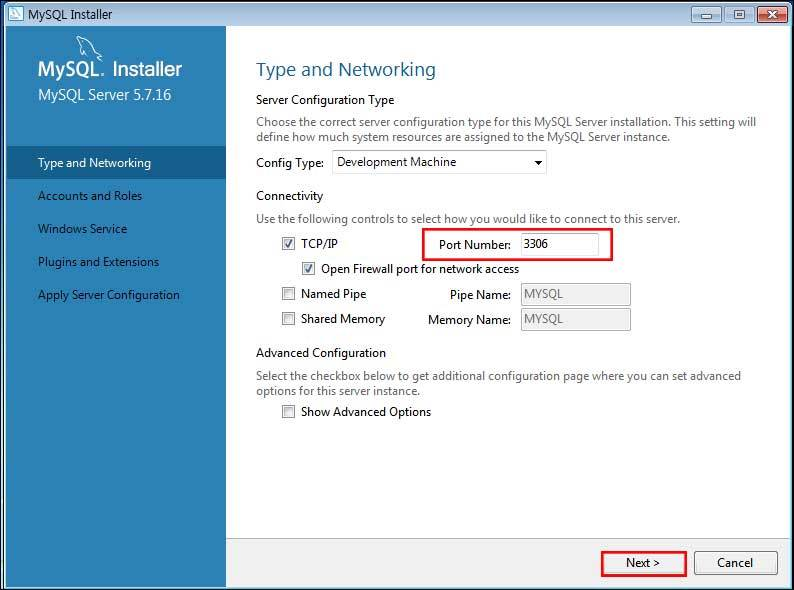 MySQL Installer
MySQL. Installer
MySQL Server 5.7.16
Type and Networking
Accounts and Roles
Windows Service
Plugins and Extensions
Apply Server Configuration
Type and Networking
Server Configuration Type
Choose the correct server configuration type for this MySQL Server installation. This setting will
define how much system resources are assigned to the MySQL Server instance.
Config Type: Development Machine
Connectivity
Use the following controls to select how you would like to connect to this server.
TCP/IP Port Number: 3306
Open Firewall port for network access
Named Pipe Pipe Name: MYSQL
Shared Memory Memory Name: MYSQL
Advanced Configuration
Select the checkbox below to get additional configuration page where you can set advanced
options for this server instance.
Show Advanced Options
Next > Cancel